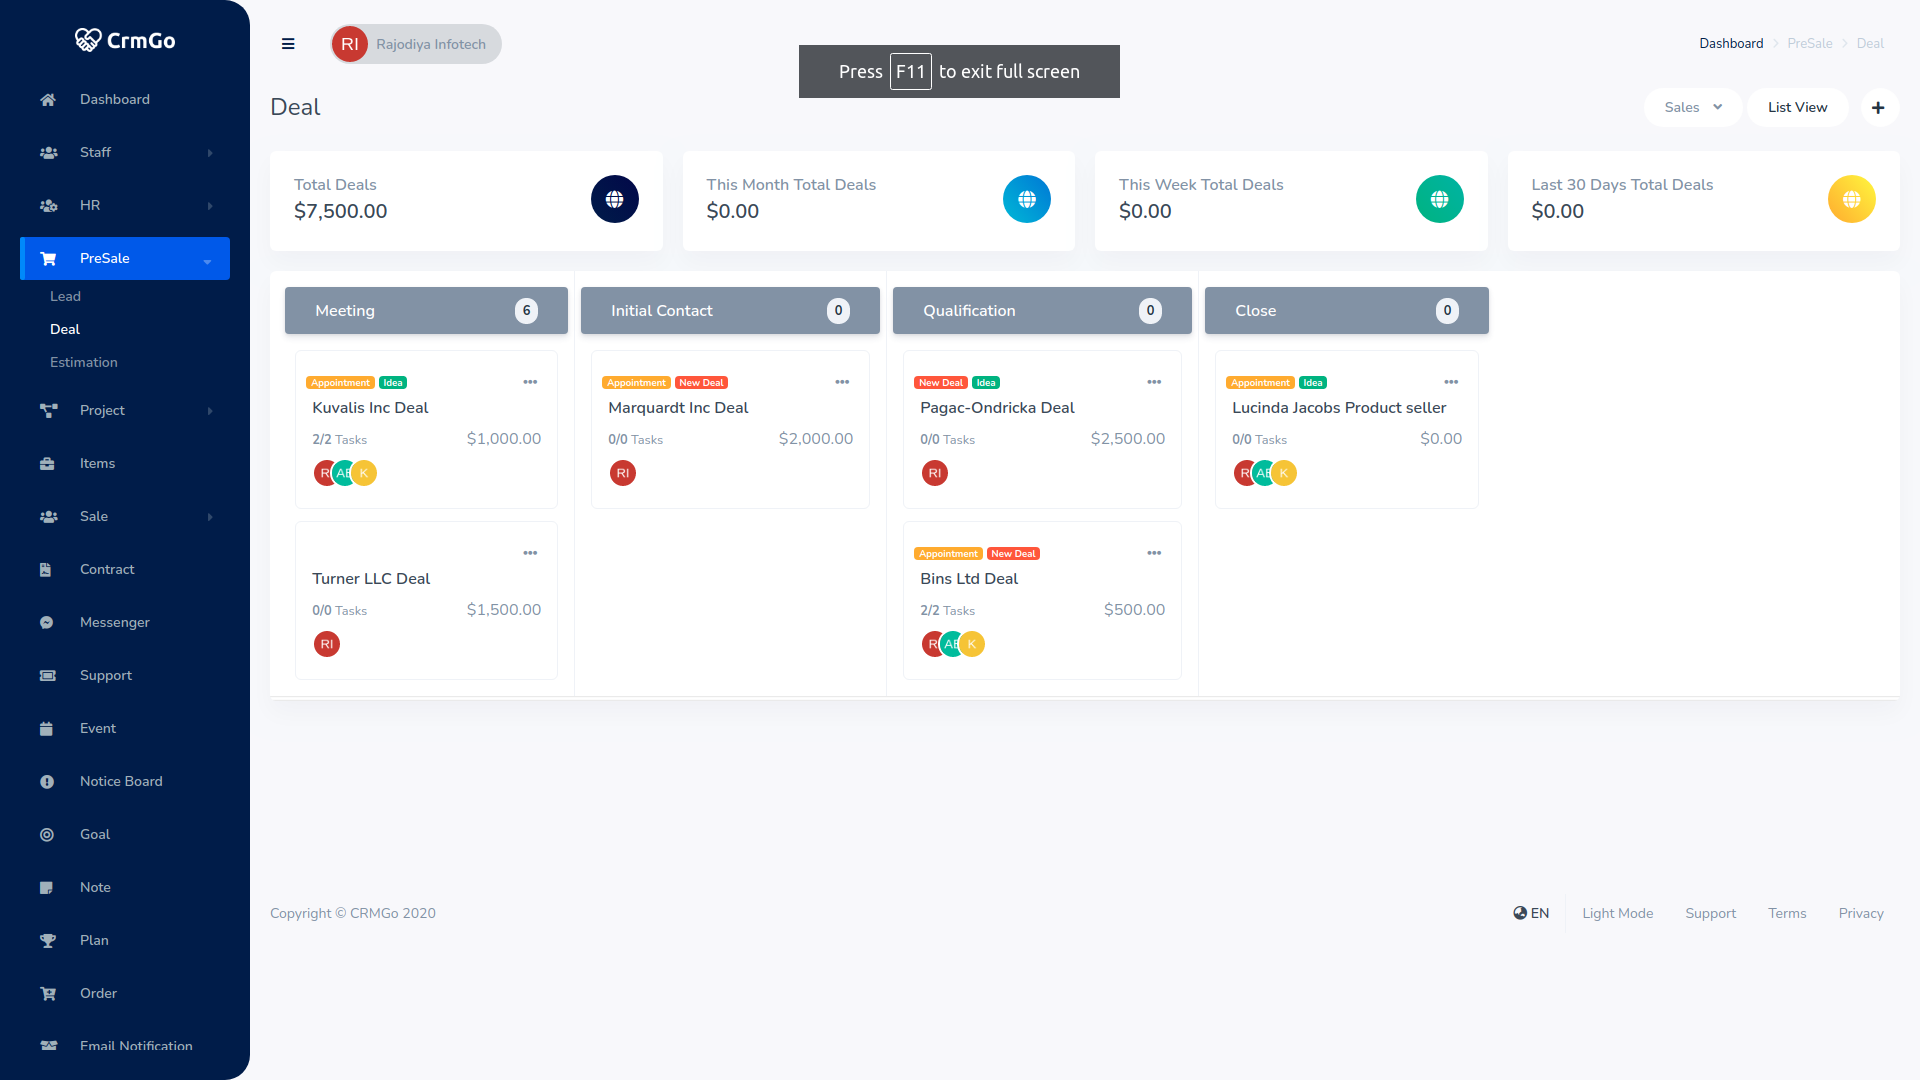 CrmGo
Dashboard
Staff
HR
PreSale
Lead
Deal
Estimation
Project
Items
Sale
Contract
Messenger
Support
Event
Notice Board
Goal
Note
Plan
Order
Email Notification
RI Rajodiya Infotech
Press F11 to exit full screen
Dashboard PreSale Deal
Deal
Sales
List View
Total Deals
$7,500.00
This Month Total Deals
$0.00
This Week Total Deals
$0.00
Last 30 Days Total Deals
$0.00
Meeting 6
Appointment Idea
Kuvalis Inc Deal
2/2 Tasks $1,000.00
R AE K
Turner LLC Deal
0/0 Tasks $1,500.00
RI
Initial Contact 0
Appointment New Deal
Marquardt Inc Deal
0/0 Tasks $2,000.00
RI
Qualification 0
New Deal Idea
Pagac-Ondricka Deal
0/0 Tasks $2,500.00
RI
Appointment New Deal
Bins Ltd Deal
2/2 Tasks $500.00
R AE K
Close 0
Appointment Idea
Lucinda Jacobs Product seller
0/0 Tasks $0.00
R AE K
Copyright © CRMGo 2020
EN Light Mode Support Terms Privacy